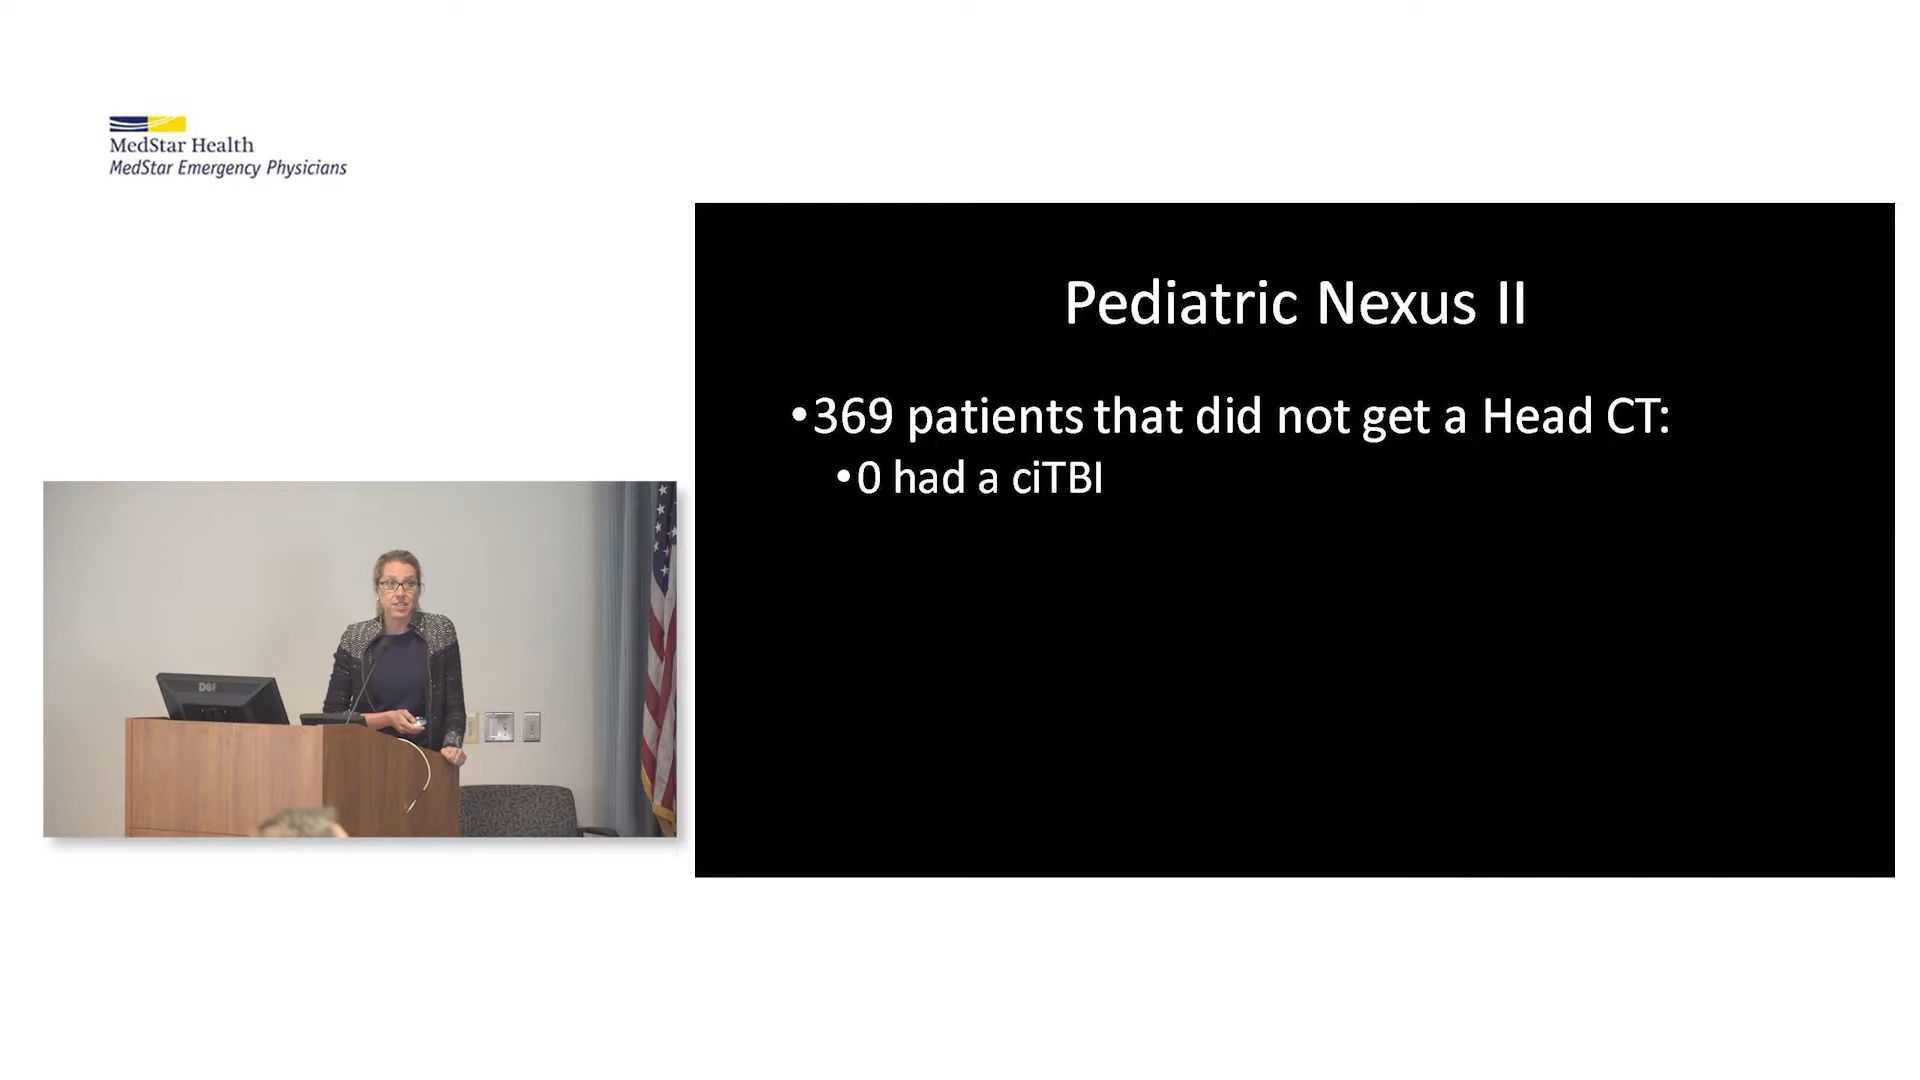 MedStar Health
MedStar Emergency Physicians
Pediatric Nexus II
•369 patients that did not get a Head CT:
•0 had a ciTBI
DELL